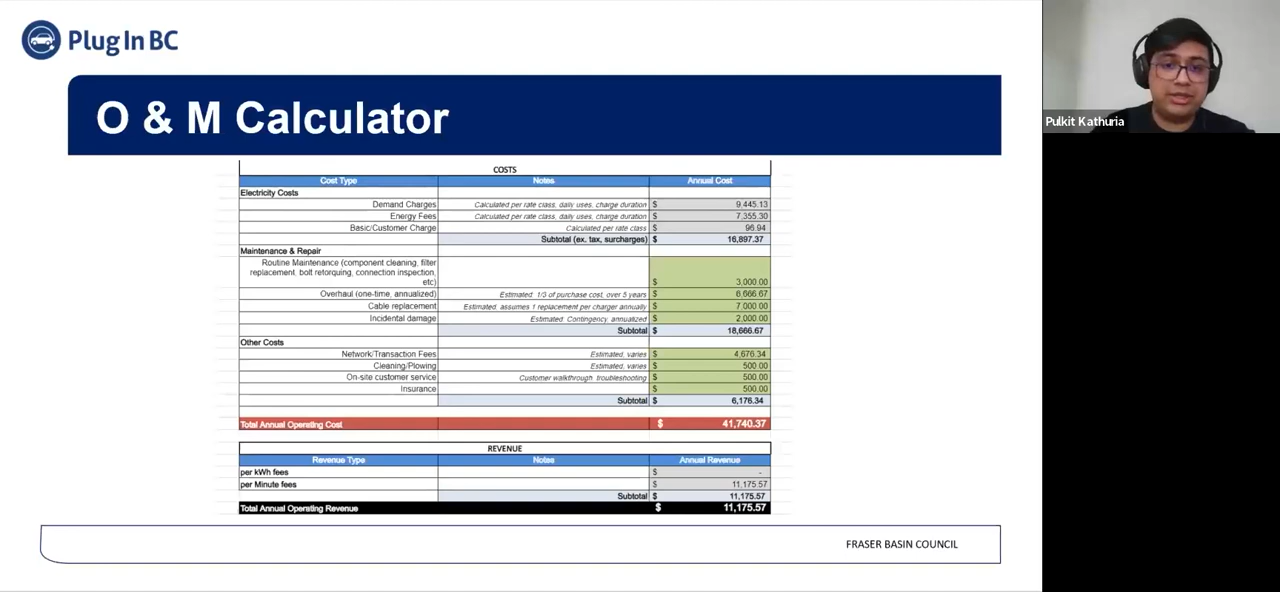 Plug In BC
O & M Calculator
Pulkit Kathuria
COSTS
Cost Type Notes Annual Cost
Electricity Costs
Demand Charges Calculated per rate class, daily uses, charge duration $ 9,445.13
Energy Fees Calculated per rate class, daily uses, charge duration $ 7,355.30
Basic/Customer Charge Calculated per rate class $ 96.94
Subtotal (ex. tax, surcharges) $ 16,897.37
Maintenance & Repair
Routine Maintenance (component cleaning, filter
replacement, bolt retorquing, connection inspection,
etc) $ 3,000.00
Overhaul (one-time, annualized) Estimated. 1/5 of purchase cost, over 5 years $ 6,666.67
Cable replacement Estimated, assumes 1 replacement per charger annually $ 7,000.00
Incidental damage Estimated. Contingency, annualized $ 2,000.00
Subtotal $ 18,666.67
Other Costs
Network/Transaction Fees Estimated, varies $ 4,676.34
Cleaning/Plowing Estimated, varies $ 500.00
On-site customer service Customer walkthrough troubleshooting $ 500.00
Insurance $ 500.00
Subtotal $ 6,176.34
Total Annual Operating Cost $ 41,740.37
REVENUE
Revenue Type Notes Annual Revenue
per kWh fees $ -
per Minute fees $ 11,175.57
Subtotal $ 11,175.57
Total Annual Operating Revenue $ 11,175.57
FRASER BASIN COUNCIL